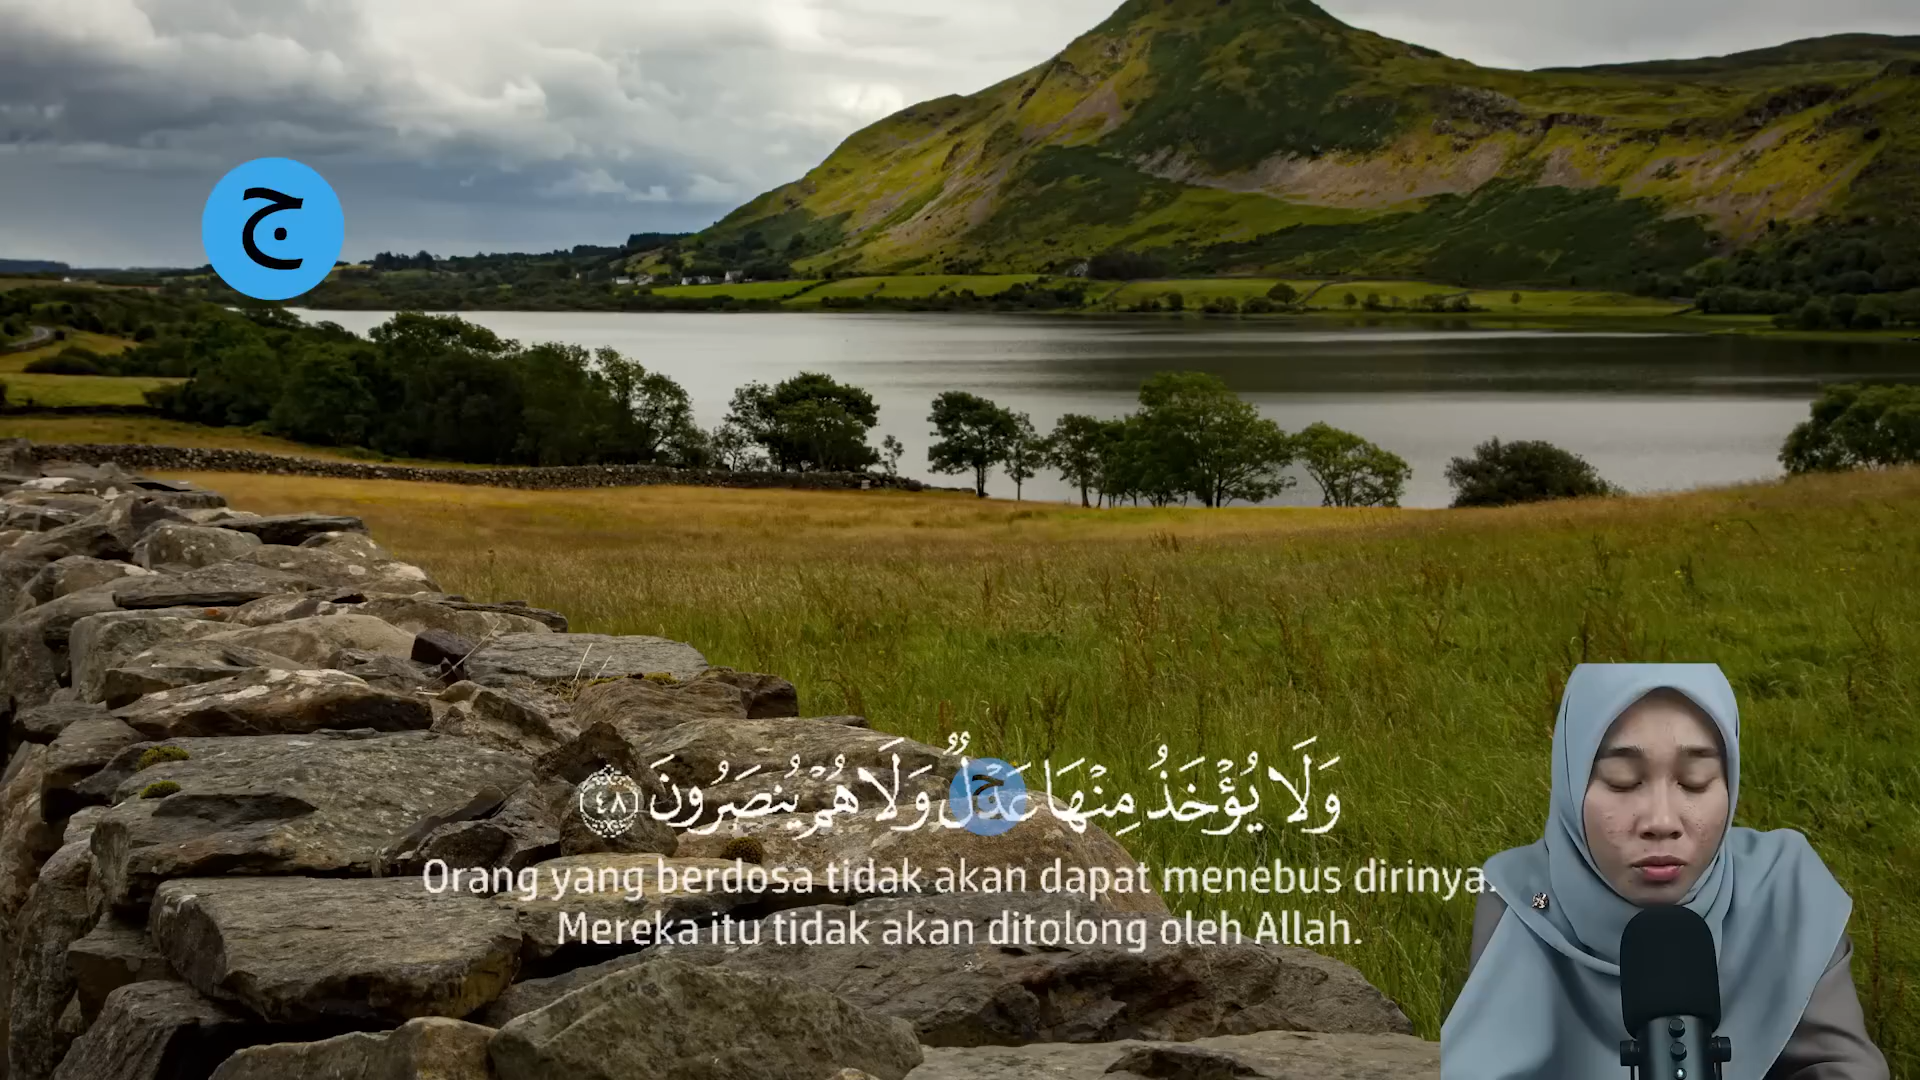 ج
وَلَا يُؤْخَذُ مِنْهَا عَدْلٌ وَلَا هُمْ يُنصَرُونَ ٤٨
ج
Orang yang berdosa tidak akan dapat menebus dirinya.
Mereka itu tidak akan ditolong oleh Allah.